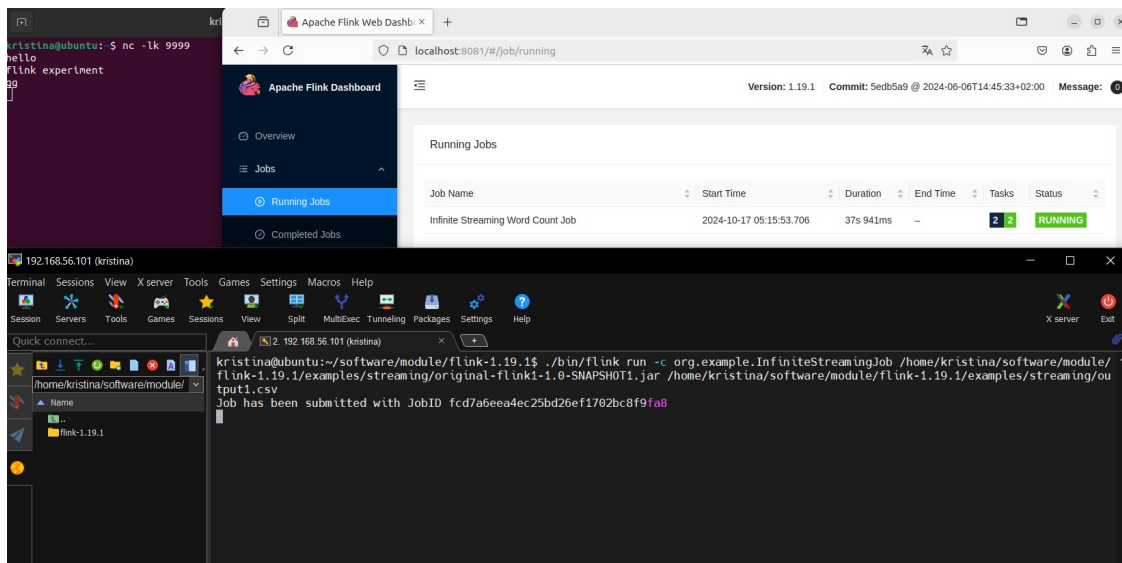 kri
kristina@ubuntu:~$ nc -lk 9999
hello
flink experiment
gg
Apache Flink Web Dashb
localhost:8081/#/job/running
Apache Flink Dashboard
Version: 1.19.1 Commit: 5edb5a9 @ 2024-06-06T14:45:33+02:00 Message: 0
Overview
Jobs
Running Jobs
Completed Jobs
Running Jobs
Job Name Start Time Duration End Time Tasks Status
Infinite Streaming Word Count Job 2024-10-17 05:15:53.706 37s 941ms – 2 2 RUNNING
192.168.56.101 (kristina)
Terminal Sessions View X server Tools Games Settings Macros Help
Session Servers Tools Games Sessions View Split MultiExec Tunneling Packages Settings Help X server Exit
Quick connect...
2. 192.168.56.101 (kristina)
/home/kristina/software/module/
Name
..
flink-1.19.1
kristina@ubuntu:~/software/module/flink-1.19.1$ ./bin/flink run -c org.example.InfiniteStreamingJob /home/kristina/software/module/
flink-1.19.1/examples/streaming/original-flink1-1.0-SNAPSHOT1.jar /home/kristina/software/module/flink-1.19.1/examples/streaming/ou
tput1.csv
Job has been submitted with JobID fcd7a6eea4ec25bd26ef1702bc8f9fa8